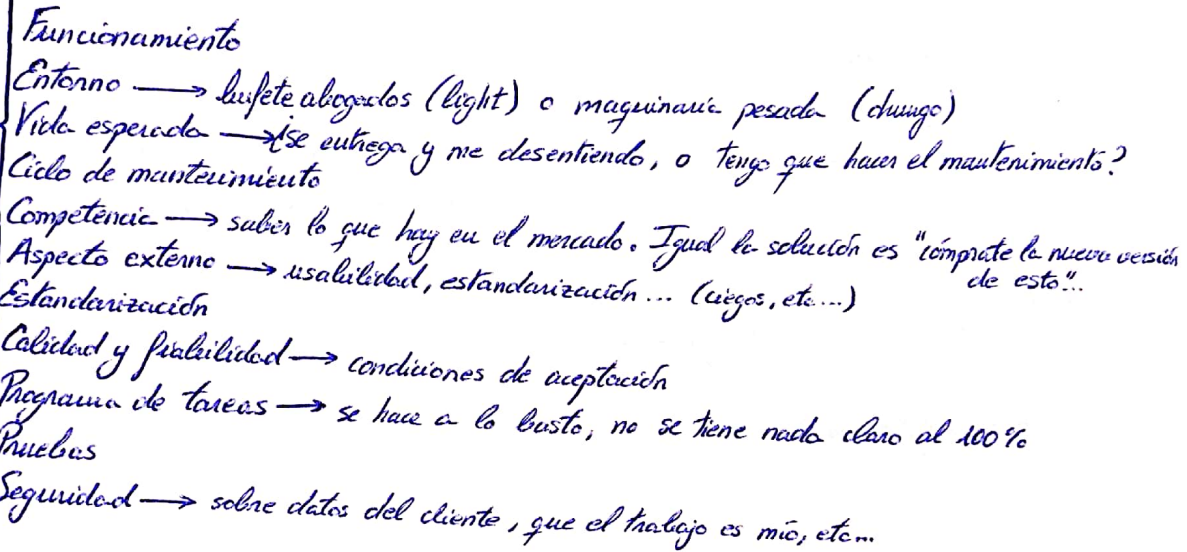 Funcionamiento
Entorno → bufete abogados (light) o maquinaria pesada (chungo)
Vida esperada → ¿se entrega y me desentiendo, o tengo que hacer el mantenimiento?
Ciclo de mantenimiento
Competencia → saber lo que hay en el mercado. Igual la solución es "cómprate la nueva versión
de esto"...
Aspecto externo → usabilidad, estandarización... (ciegos, etc...)
Estandarización
Calidad y fiabilidad → condiciones de aceptación
Programa de tareas → se hace a lo basto, no se tiene nada claro al 100%
Pruebas
Seguridad → sobre datos del cliente, que el trabajo es mío, etc...